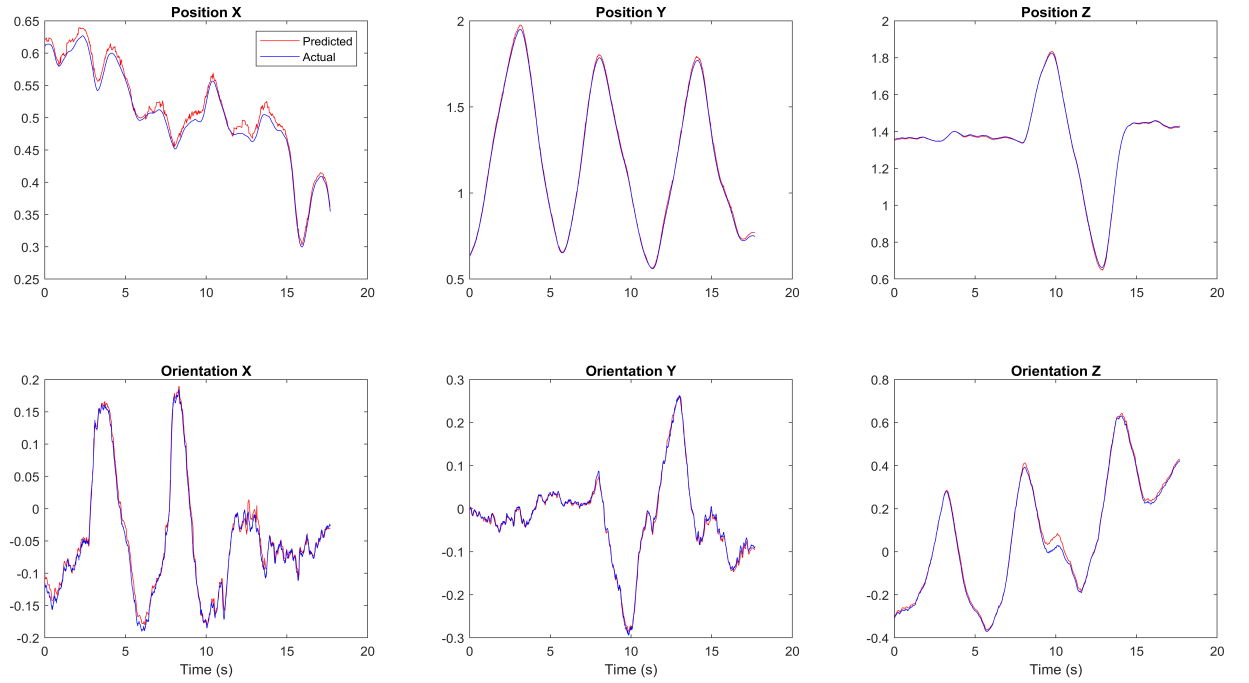 Position X
Position Y
Position Z
0.65
0.6
0.55
0.5
0.45
0.4
0.35
0.3
0.25
0 5 10 15 20
Predicted
Actual
2
1.5
1
0.5
0 5 10 15 20
2
1.8
1.6
1.4
1.2
1
0.8
0.6
0 5 10 15 20
Orientation X
Orientation Y
Orientation Z
0.2
0.15
0.1
0.05
0
-0.05
-0.1
-0.15
-0.2
0 5 10 15 20
Time (s)
0.3
0.2
0.1
0
-0.1
-0.2
-0.3
0 5 10 15 20
Time (s)
0.8
0.6
0.4
0.2
0
-0.2
-0.4
0 5 10 15 20
Time (s)